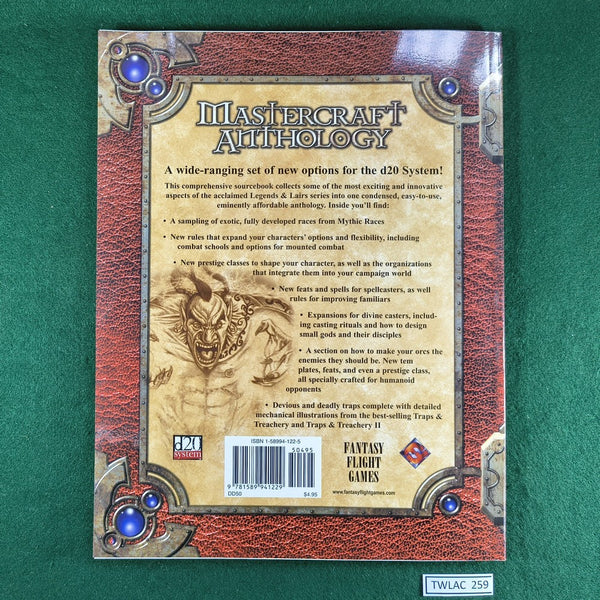 MASTERCRAFT
ANTHOLOGY
A wide-ranging set of new options for the d20 System!
This comprehensive sourcebook collects some of the most exciting and innovative
aspects of the acclaimed Legends & Lairs series into one condensed, easy-to-use,
eminently affordable anthology. Inside you'll find:
• A sampling of exotic, fully developed races from Mythic Races
• New rules that expand your characters' options and flexibility, including
combat schools and options for mounted combat
• New prestige classes to shape your character, as well as the organizations
that integrate them into your campaign world
• New feats and spells for spellcasters, as well
rules for improving familiars
• Expansions for divine casters, includ-
ing casting rituals and how to design
small gods and their disciples
• A section on how to make your orcs the
enemies they should be. New tem
plates, feats, and even a prestige class,
all specially crafted for humanoid
opponents
• Devious and deadly traps complete with detailed
mechanical illustrations from the best-selling Traps &
Treachery and Traps & Treachery II
d20
system
ISBN 1-58994-122-5
50495
9 781589 941229
DD50 $4.95
FANTASY
FLIGHT
GAMES
www.fantasyflightgames.com
TWLAC 259